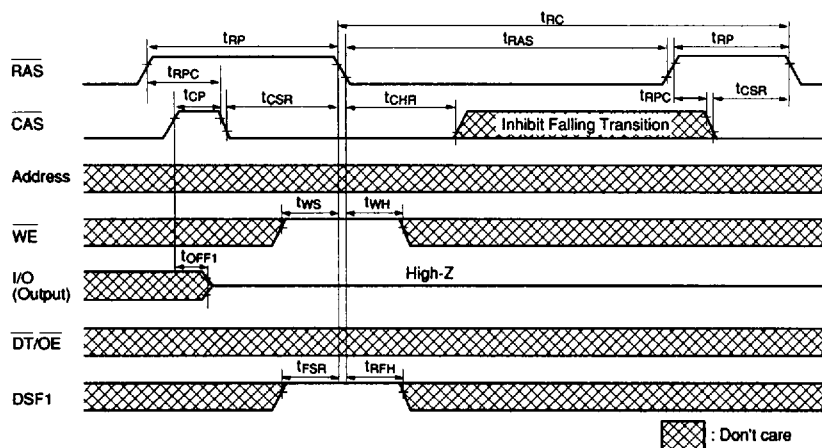 tRC
tRP tRAS tRP
RAS
tRPC
tCP tCSR tCHR tRPC tCSR
CAS Inhibit Falling Transition
Address
tWS tWH
WE
tOFF1
I/O
(Output) High-Z
DT/OE
tFSR tRFH
DSF1
: Don't care